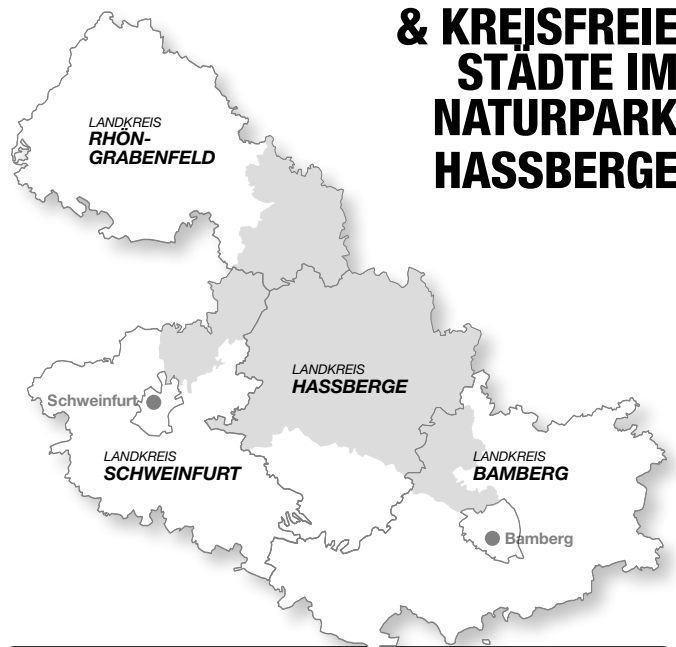 & KREISFREIE
STÄDTE IM
NATURPARK
HASSBERGE
LANDKREIS
RHÖN-
GRABENFELD
LANDKREIS
HASSBERGE
Schweinfurt
LANDKREIS
SCHWEINFURT
LANDKREIS
BAMBERG
Bamberg